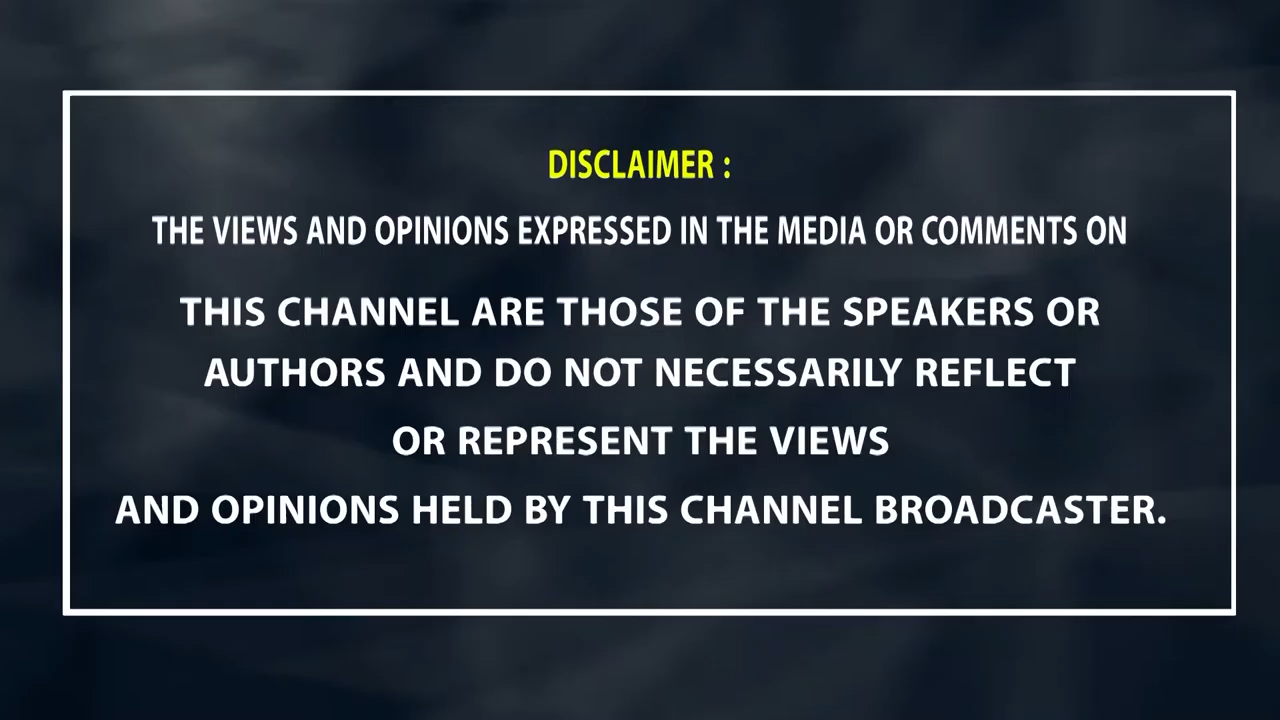 DISCLAIMER :
THE VIEWS AND OPINIONS EXPRESSED IN THE MEDIA OR COMMENTS ON
THIS CHANNEL ARE THOSE OF THE SPEAKERS OR
AUTHORS AND DO NOT NECESSARILY REFLECT
OR REPRESENT THE VIEWS
AND OPINIONS HELD BY THIS CHANNEL BROADCASTER.